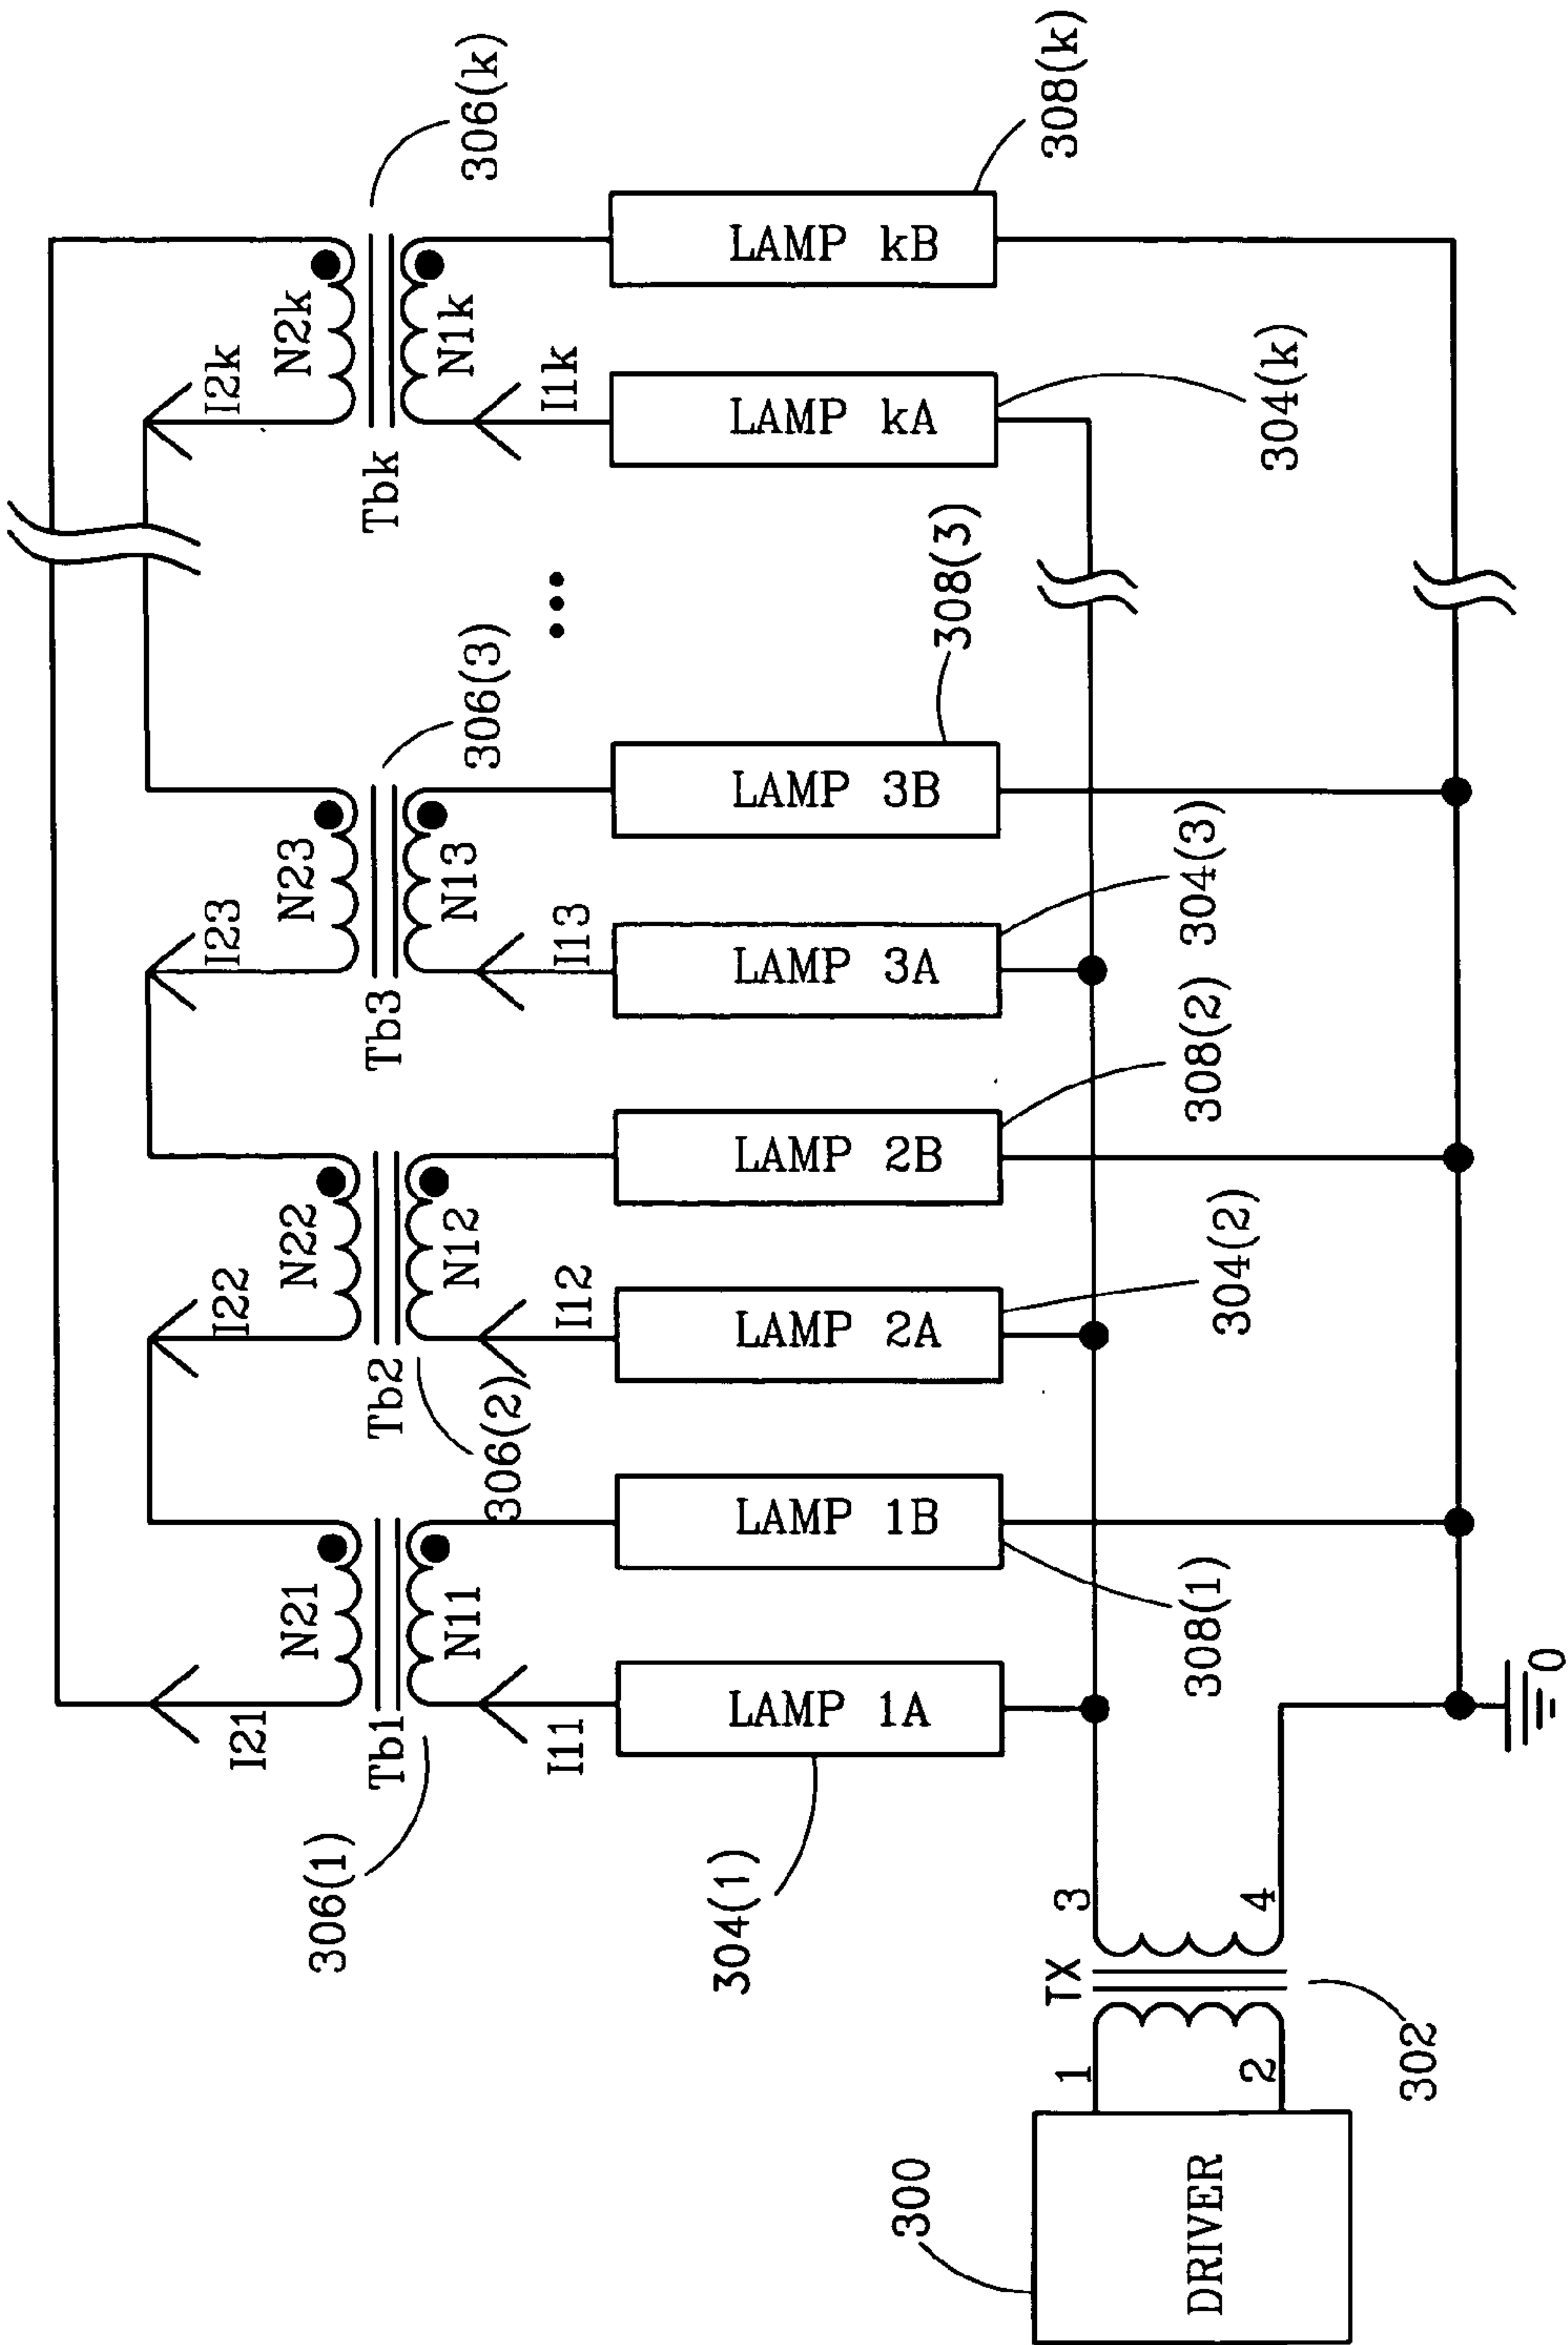 306(k)
N2k
I2k
Tbk
N1k
I1k
LAMP kB
308(k)
LAMP kA
304(k)
306(3)
N23
I23
Tb3
N13
I13
LAMP 3B
308(3)
LAMP 3A
304(3)
N22
I22
Tb2
N12
306(2)
I12
LAMP 2B
308(2)
LAMP 2A
304(2)
N21
I21
Tb1
N11
306(1)
I11
LAMP 1B
308(1)
LAMP 1A
304(1)
TX
1
2
3
4
302
300
DRIVER
0